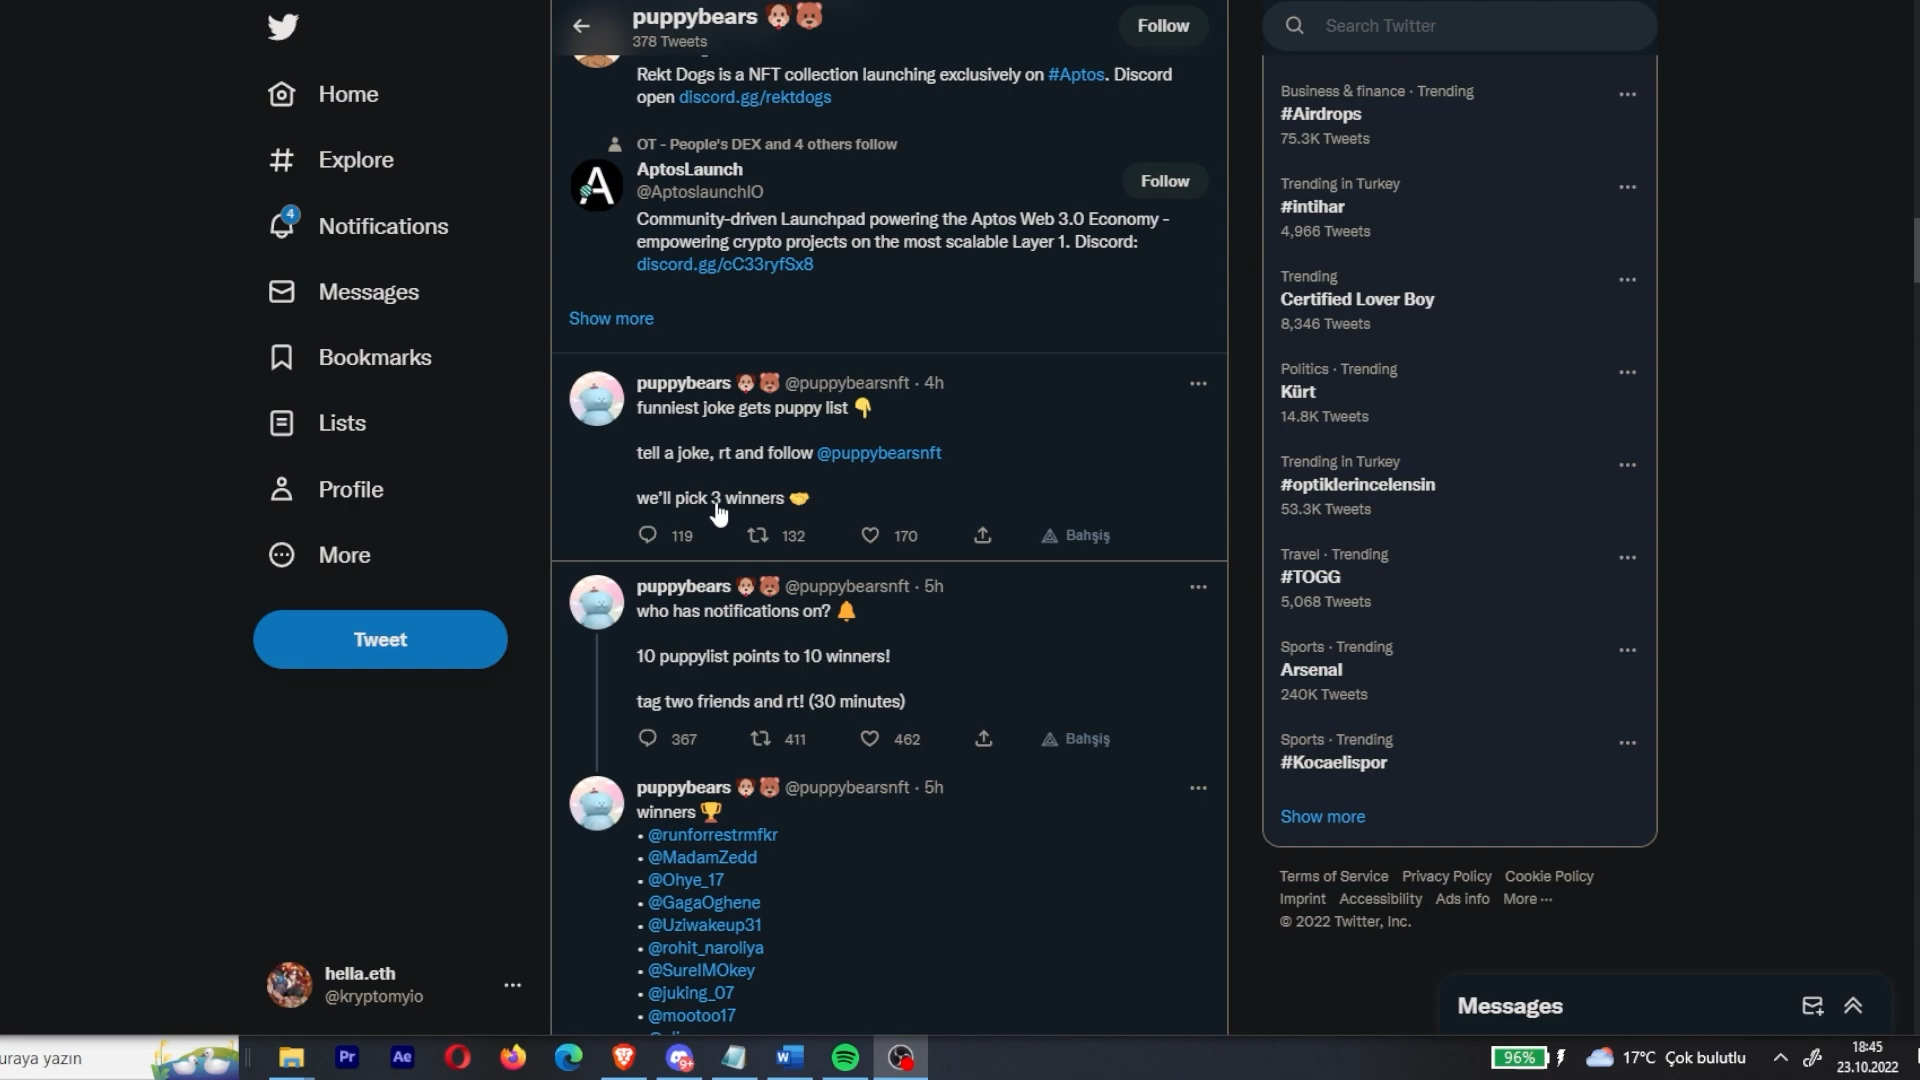 Home
Explore
4
Notifications
Messages
Bookmarks
Lists
Profile
More
Tweet
hella.eth
@kryptomyio
puppybears
378 Tweets
Follow
Rekt Dogs is a NFT collection launching exclusively on #Aptos. Discord
open discord.gg/rektdogs
OT - People's DEX and 4 others follow
AptosLaunch
@AptoslaunchIO
Follow
Community-driven Launchpad powering the Aptos Web 3.0 Economy -
empowering crypto projects on the most scalable Layer 1. Discord:
discord.gg/cC33ryfSx8
Show more
puppybears @puppybearsnft · 4h
funniest joke gets puppy list
tell a joke, rt and follow @puppybearsnft
we'll pick 3 winners
119 132 170 Bahşiş
puppybears @puppybearsnft · 5h
who has notifications on?
10 puppylist points to 10 winners!
tag two friends and rt! (30 minutes)
367 411 462 Bahşiş
puppybears @puppybearsnft · 5h
winners
• @runforrestrmfkr
• @MadamZedd
• @Ohye_17
• @GagaOghene
• @Uziwakeup31
• @rohit_naroliya
• @SureIMOkey
• @juking_07
• @mootoo17
Search Twitter
Business & finance · Trending
#Airdrops
75.3K Tweets
Trending in Turkey
#intihar
4,966 Tweets
Trending
Certified Lover Boy
8,346 Tweets
Politics · Trending
Kürt
14.8K Tweets
Trending in Turkey
#optiklerincelensin
53.3K Tweets
Travel · Trending
#TOGG
5,068 Tweets
Sports · Trending
Arsenal
240K Tweets
Sports · Trending
#Kocaelispor
Show more
Terms of Service Privacy Policy Cookie Policy
Imprint Accessibility Ads info More ···
© 2022 Twitter, Inc.
Messages
uraya yazın
Pr
Ae
9+
W
96%
17°C Çok bulutlu
18:45
23.10.2022